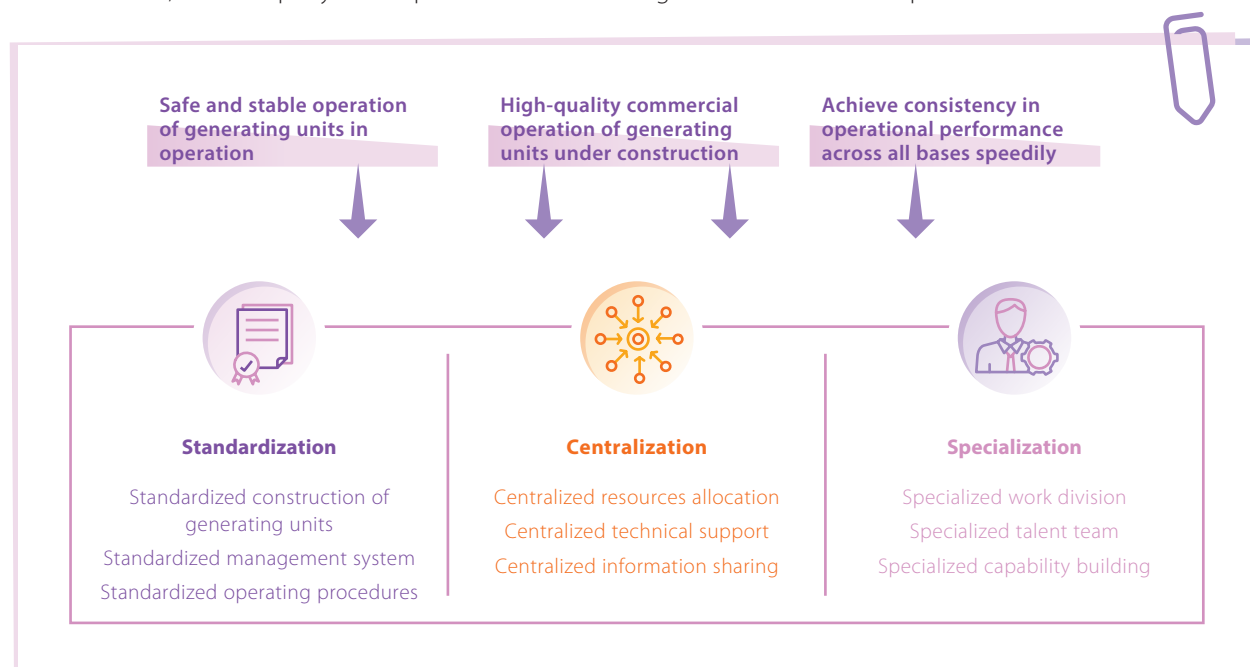 Safe and stable operation
of generating units in
operation
High-quality commercial
operation of generating
units under construction
Achieve consistency in
operational performance
across all bases speedily
Standardization
Standardized construction of
generating units
Standardized management system
Standardized operating procedures
Centralization
Centralized resources allocation
Centralized technical support
Centralized information sharing
Specialization
Specialized work division
Specialized talent team
Specialized capability building